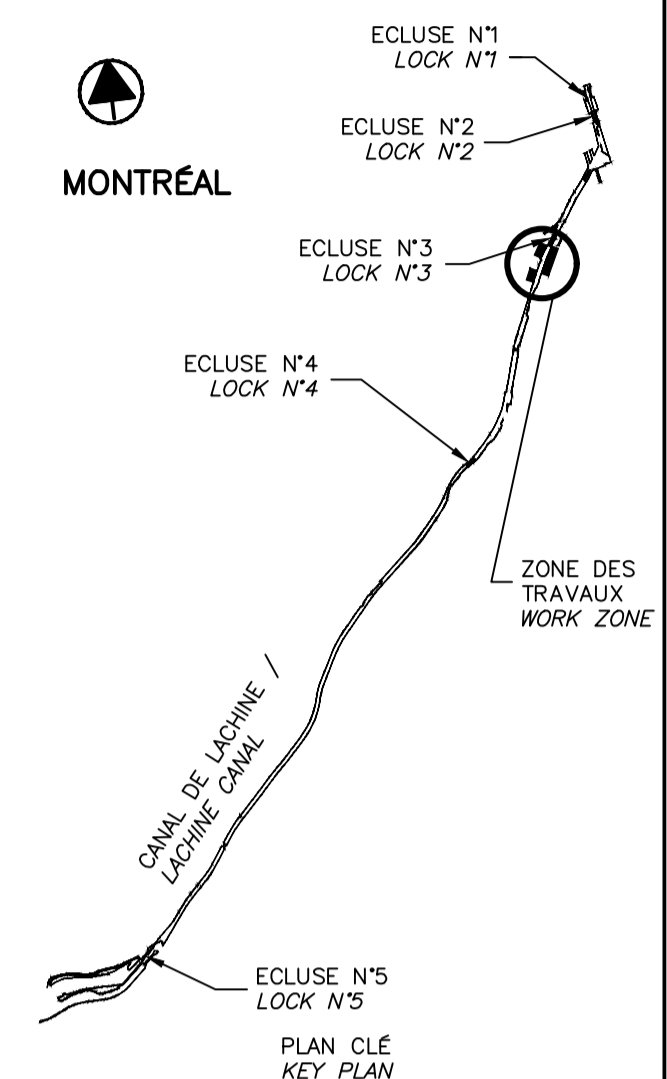 ECLUSE N°1
LOCK N°1
ECLUSE N°2
LOCK N°2
MONTRÉAL
ECLUSE N°3
LOCK N°3
ECLUSE N°4
LOCK N°4
ZONE DES
TRAVAUX
WORK ZONE
CANAL DE LACHINE /
LACHINE CANAL
ECLUSE N°5
LOCK N°5
PLAN CLÉ
KEY PLAN